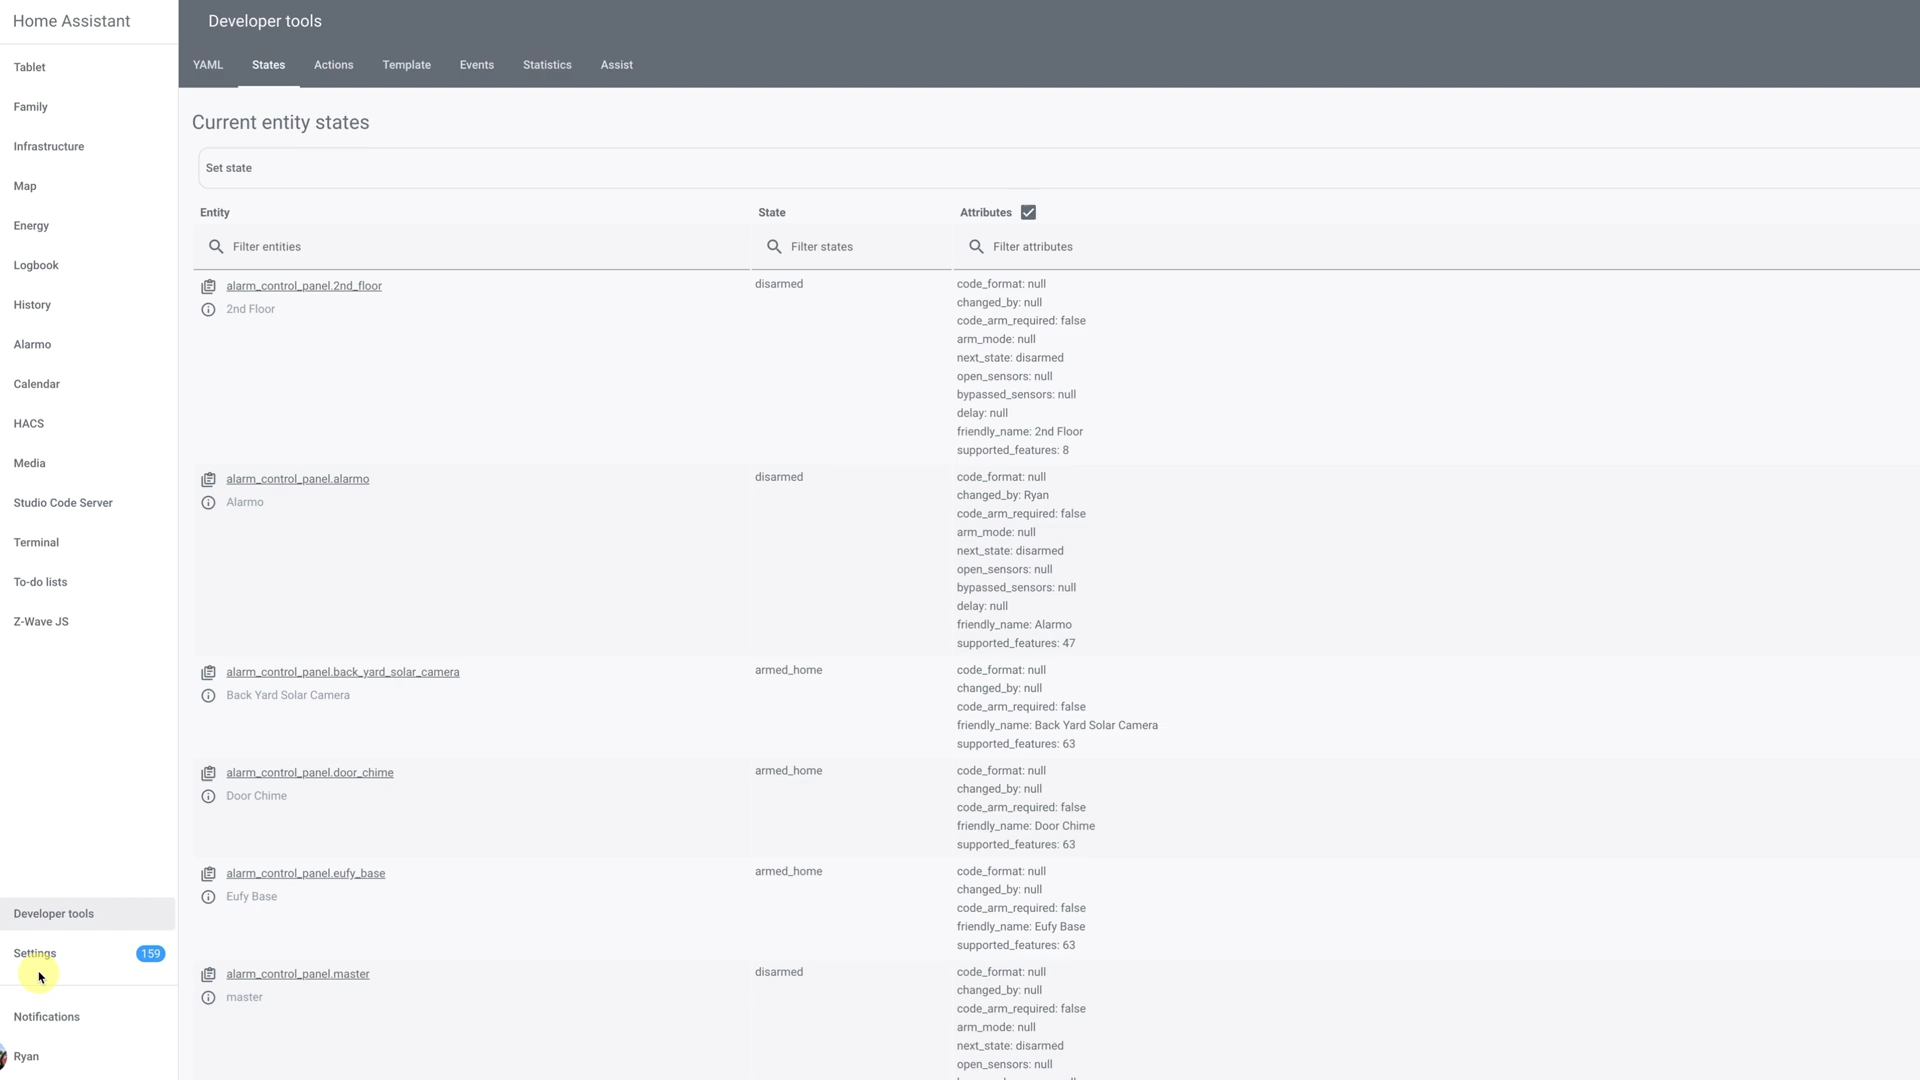 Home Assistant
Developer tools
Tablet
Family
Infrastructure
Map
Energy
Logbook
History
Alarmo
Calendar
HACS
Media
Studio Code Server
Terminal
To-do lists
Z-Wave JS
Developer tools
Settings 159
Notifications
Ryan
YAML States Actions Template Events Statistics Assist
Current entity states
Set state
Entity State Attributes
Filter entities Filter states Filter attributes
alarm_control_panel.2nd_floor
2nd Floor
disarmed
code_format: null
changed_by: null
code_arm_required: false
arm_mode: null
next_state: disarmed
open_sensors: null
bypassed_sensors: null
delay: null
friendly_name: 2nd Floor
supported_features: 8
alarm_control_panel.alarmo
Alarmo
disarmed
code_format: null
changed_by: Ryan
code_arm_required: false
arm_mode: null
next_state: disarmed
open_sensors: null
bypassed_sensors: null
delay: null
friendly_name: Alarmo
supported_features: 47
alarm_control_panel.back_yard_solar_camera
Back Yard Solar Camera
armed_home
code_format: null
changed_by: null
code_arm_required: false
friendly_name: Back Yard Solar Camera
supported_features: 63
alarm_control_panel.door_chime
Door Chime
armed_home
code_format: null
changed_by: null
code_arm_required: false
friendly_name: Door Chime
supported_features: 63
alarm_control_panel.eufy_base
Eufy Base
armed_home
code_format: null
changed_by: null
code_arm_required: false
friendly_name: Eufy Base
supported_features: 63
alarm_control_panel.master
master
disarmed
code_format: null
changed_by: null
code_arm_required: false
arm_mode: null
next_state: disarmed
open_sensors: null